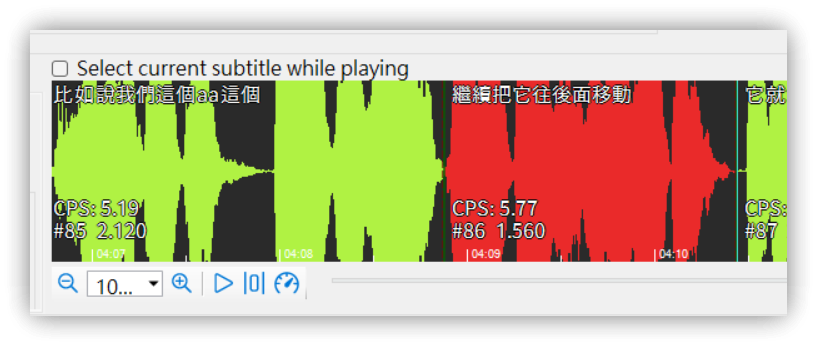 Select current subtitle while playing
比如說我們這個aa這個
繼續把它往後面移動
它就
CPS: 5.19
CPS: 5.77
CPS:
#85 2.120
#86 1.560
#87
04:07
04:08
04:09
04:10
10...